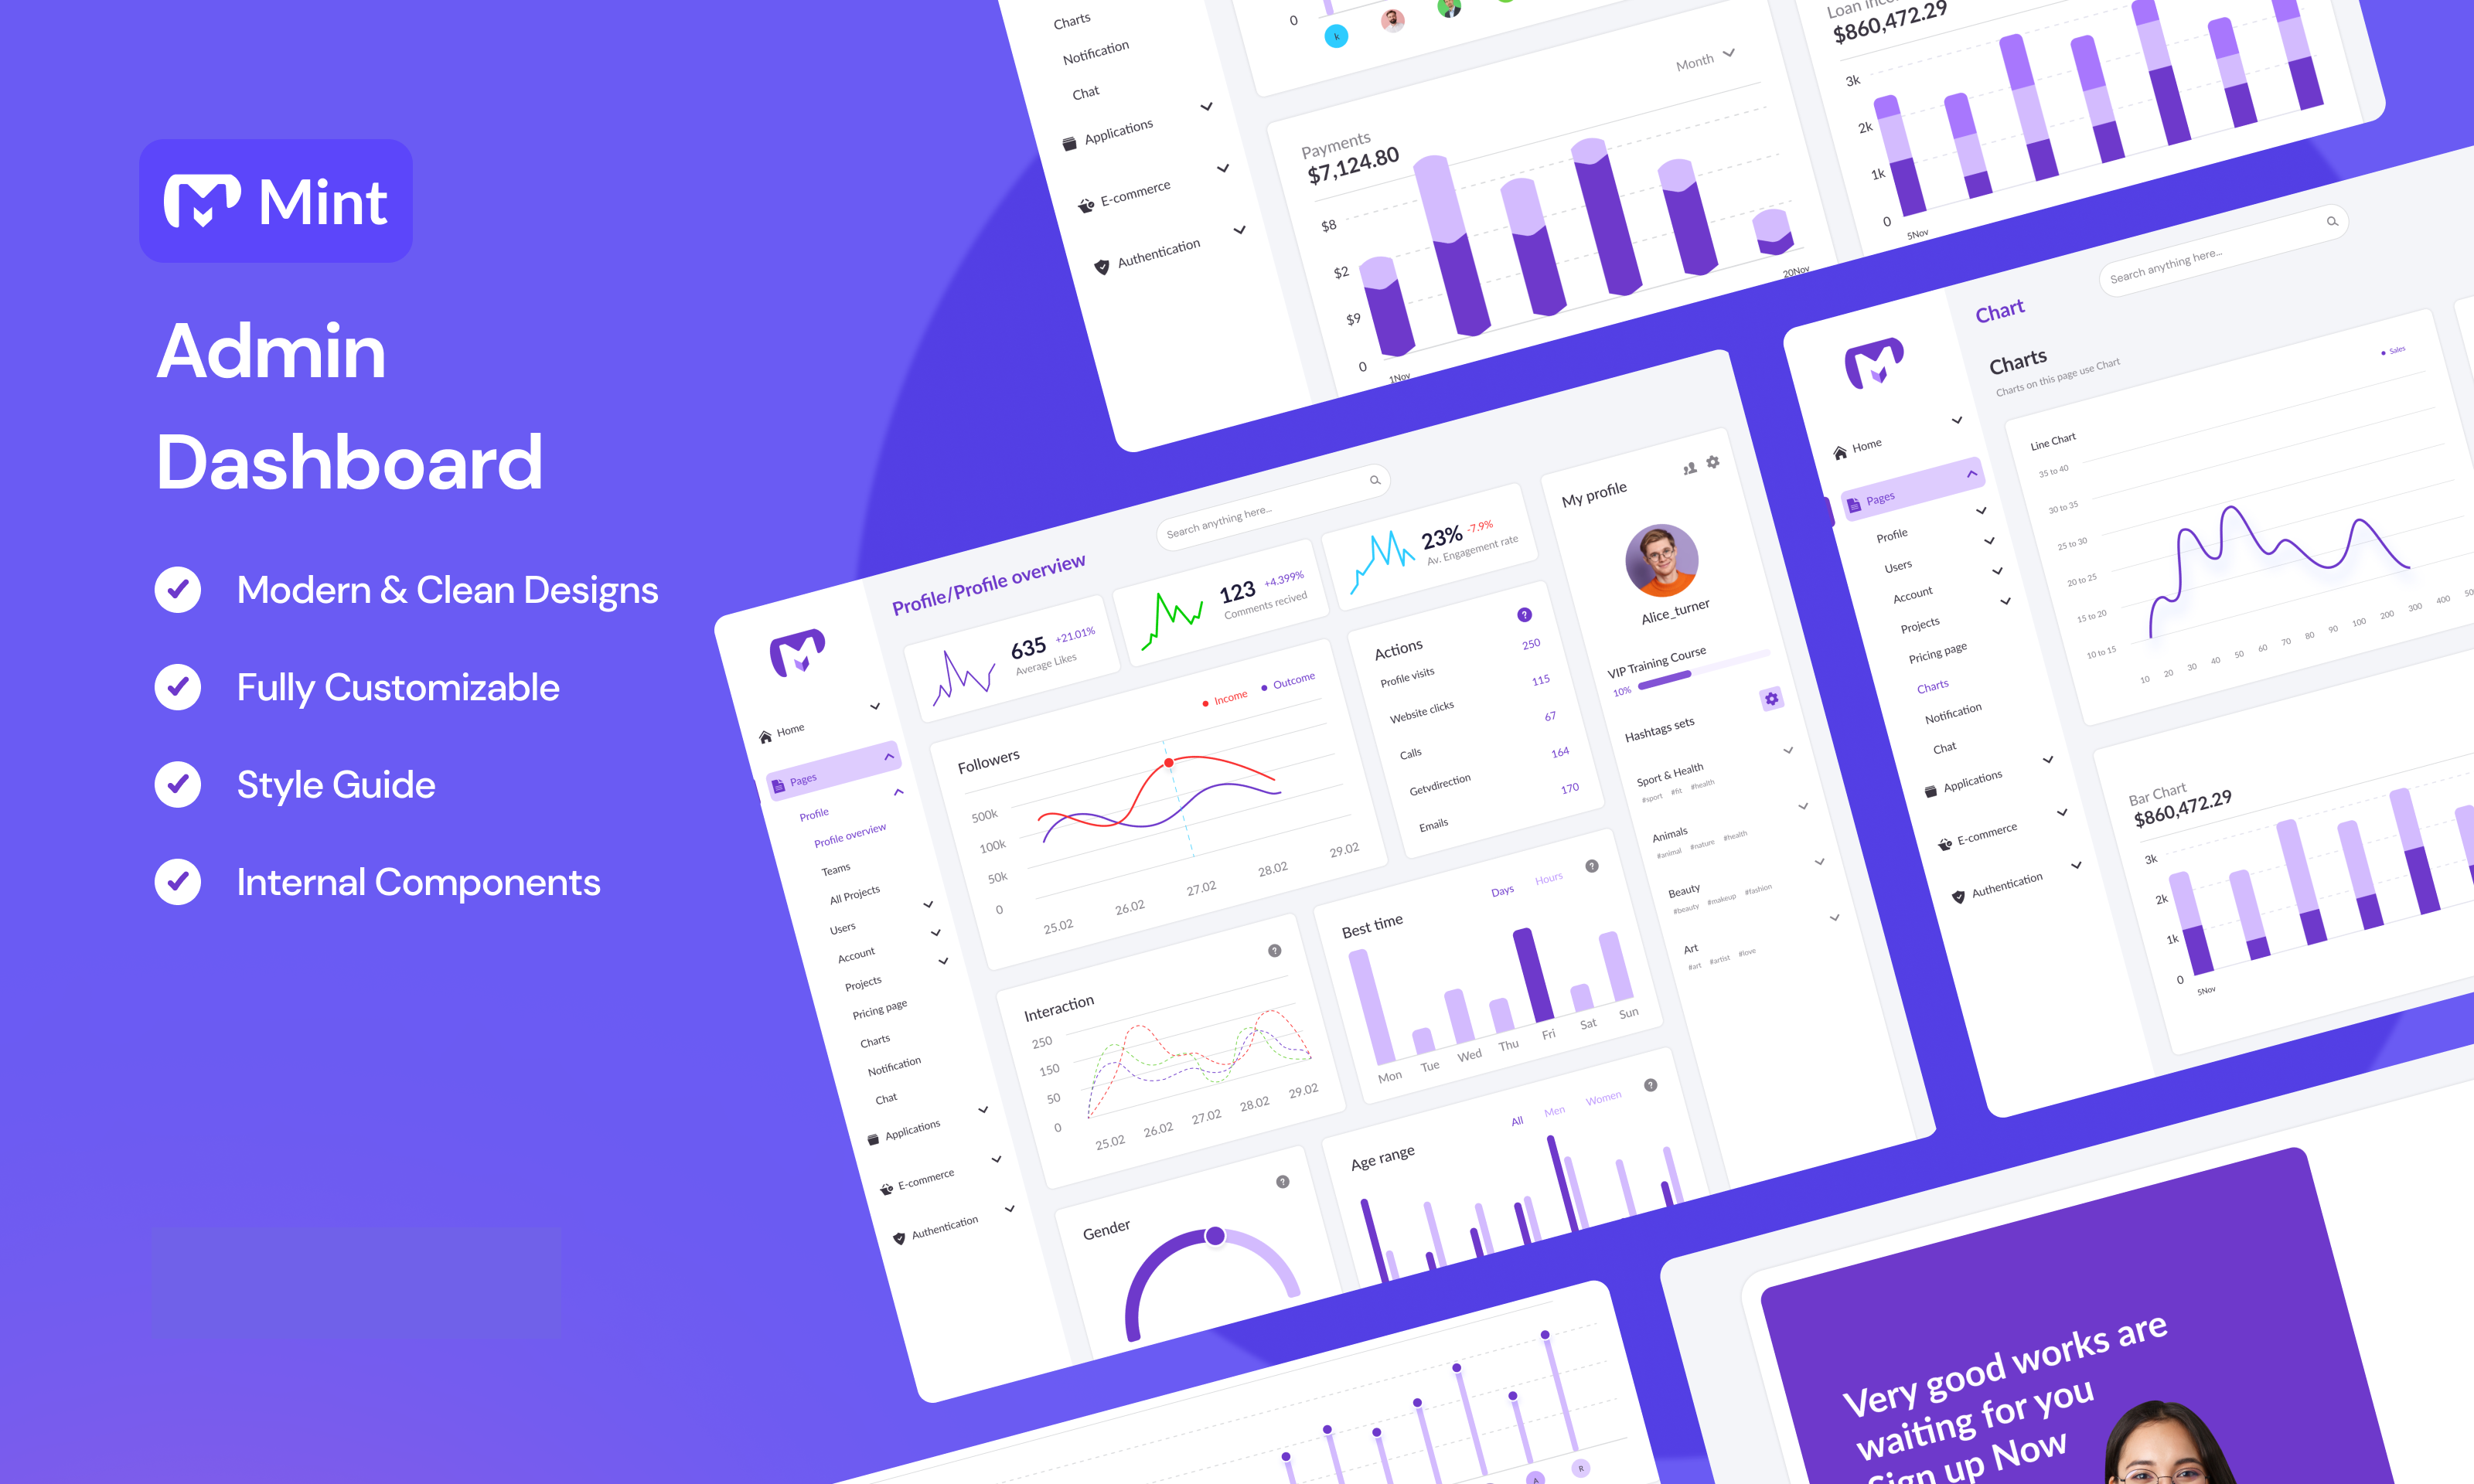 Mint
Admin
Dashboard
Modern & Clean Designs
Fully Customizable
Style Guide
Internal Components
Charts
Notification
Chat
Applications
E-commerce
Authentication
0
k
Month
Payments
$7,124.80
$8
$2
$9
0
1Nov
20Nov
$860,472.29
3k
2k
1k
0
5Nov
Profile/Profile overview
Search anything here...
Home
Pages
Profile
Profile overview
Teams
All Projects
Users
Account
Projects
Pricing page
Charts
Notification
Chat
Applications
E-commerce
Authentication
635 +21.01%
Average Likes
123 +4.399%
Comments recived
23% -7.9%
Av. Engagement rate
Followers
Income Outcome
500k
100k
50k
0
25.02 26.02 27.02 28.02 29.02
Actions
Profile visits 250
Website clicks 115
Calls 67
Getvdirection 164
Emails 170
My profile
Alice_turner
VIP Training Course
10%
Hashtags sets
Sport & Health
#sport #fit #health
Animals
#animal #nature #health
Beauty
#beauty #makeup #fashion
Art
#art #artist #love
Interaction
250
150
50
0
25.02 26.02 27.02 28.02 29.02
Best time
Days Hours
Mon Tue Wed Thu Fri Sat Sun
Gender
Age range
All Men Women
Chart
Search anything here...
Charts
Charts on this page use Chart
Home
Pages
Profile
Users
Account
Projects
Pricing page
Charts
Notification
Chat
Applications
E-commerce
Authentication
Line Chart
Sales
35 to 40
30 to 35
25 to 30
20 to 25
15 to 20
10 to 15
10 20 30 40 50 60 70 80 90 100 200 300 400
Bar Chart
$860,472.29
3k
2k
1k
0
5Nov
A
R
Very good works are
waiting for you
Sign up Now